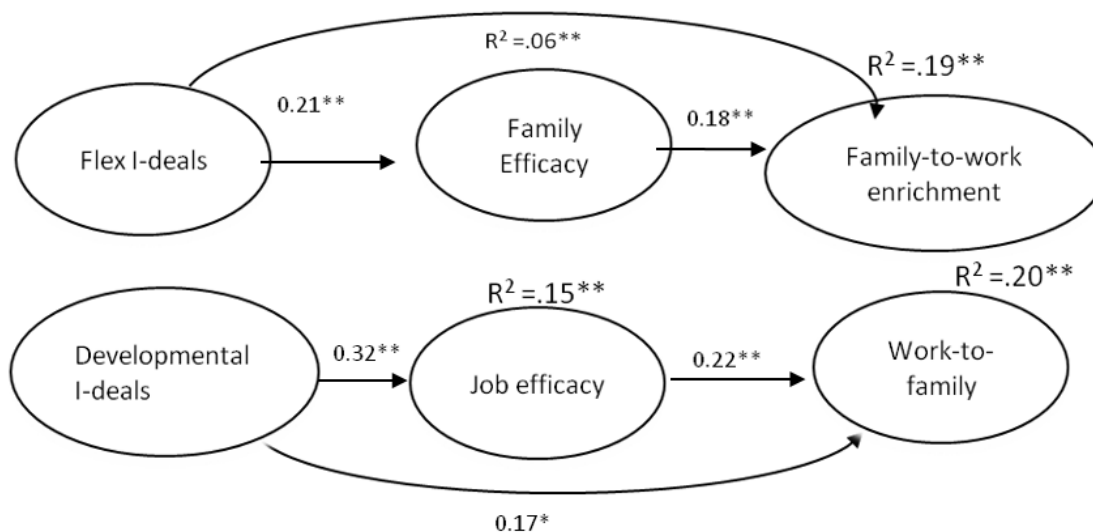 R² =.06**
R² =.19**
0.21**
Family
Efficacy
0.18**
Flex I-deals
Family-to-work
enrichment
R² =.15**
R² =.20**
Developmental
I-deals
0.32**
Job efficacy
0.22**
Work-to-
family
0.17*